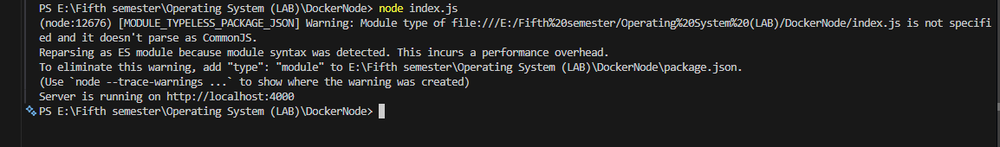 PS E:\Fifth semester\Operating System (LAB)\DockerNode> node index.js
(node:12676) [MODULE_TYPELESS_PACKAGE_JSON] Warning: Module type of file:///E:/Fifth%20semester/Operating%20System%20(LAB)/DockerNode/index.js is not specifi
ed and it doesn't parse as CommonJS.
Reparsing as ES module because module syntax was detected. This incurs a performance overhead.
To eliminate this warning, add "type": "module" to E:\Fifth semester\Operating System (LAB)\DockerNode\package.json.
(Use `node --trace-warnings ...` to show where the warning was created)
Server is running on http://localhost:4000
PS E:\Fifth semester\Operating System (LAB)\DockerNode>